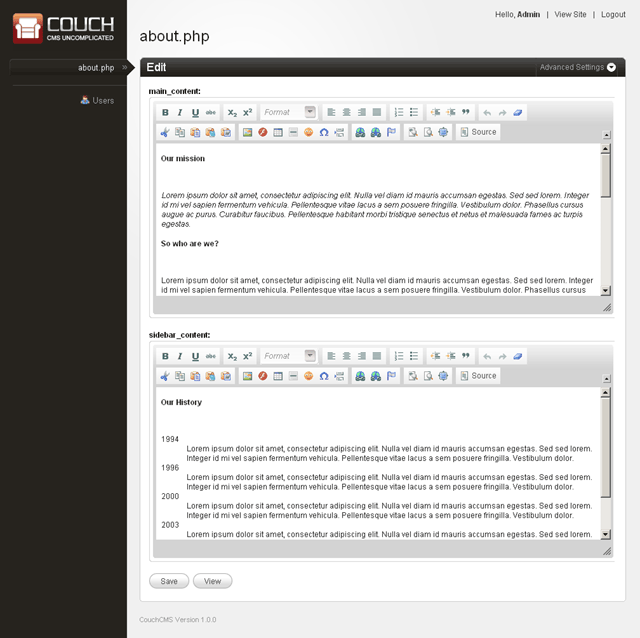 COUCH
CMS UNCOMPLICATED
Hello, Admin | View Site | Logout
about.php
about.php »
Users
Edit
Advanced Settings
main_content:
B I U abc X2 X2 Format
Source
Our mission
Lorem ipsum dolor sit amet, consectetur adipiscing elit. Nulla vel diam id mauris accumsan egestas. Sed sed lorem. Integer
id mi vel sapien fermentum vehicula. Pellentesque vitae lacus a sem posuere fringilla. Vestibulum dolor. Phasellus cursus
augue ac purus. Curabitur faucibus. Pellentesque habitant morbi tristique senectus et netus et malesuada fames ac turpis
egestas.
So who are we?
Lorem ipsum dolor sit amet, consectetur adipiscing elit. Nulla vel diam id mauris accumsan egestas. Sed sed lorem. Integer
id mi vel sapien fermentum vehicula. Pellentesque vitae lacus a sem posuere fringilla. Vestibulum dolor. Phasellus cursus
sidebar_content:
B I U abc X2 X2 Format
Source
Our History
1994
Lorem ipsum dolor sit amet, consectetur adipiscing elit. Nulla vel diam id mauris accumsan egestas. Sed sed lorem.
Integer id mi vel sapien fermentum vehicula. Pellentesque vitae lacus a sem posuere fringilla. Vestibulum dolor.
1996
Lorem ipsum dolor sit amet, consectetur adipiscing elit. Nulla vel diam id mauris accumsan egestas. Sed sed lorem.
Integer id mi vel sapien fermentum vehicula. Pellentesque vitae lacus a sem posuere fringilla. Vestibulum dolor.
2000
Lorem ipsum dolor sit amet, consectetur adipiscing elit. Nulla vel diam id mauris accumsan egestas. Sed sed lorem.
Integer id mi vel sapien fermentum vehicula. Pellentesque vitae lacus a sem posuere fringilla. Vestibulum dolor.
2003
Lorem ipsum dolor sit amet, consectetur adipiscing elit. Nulla vel diam id mauris accumsan egestas. Sed sed lorem.
Save View
CouchCMS Version 1.0.0